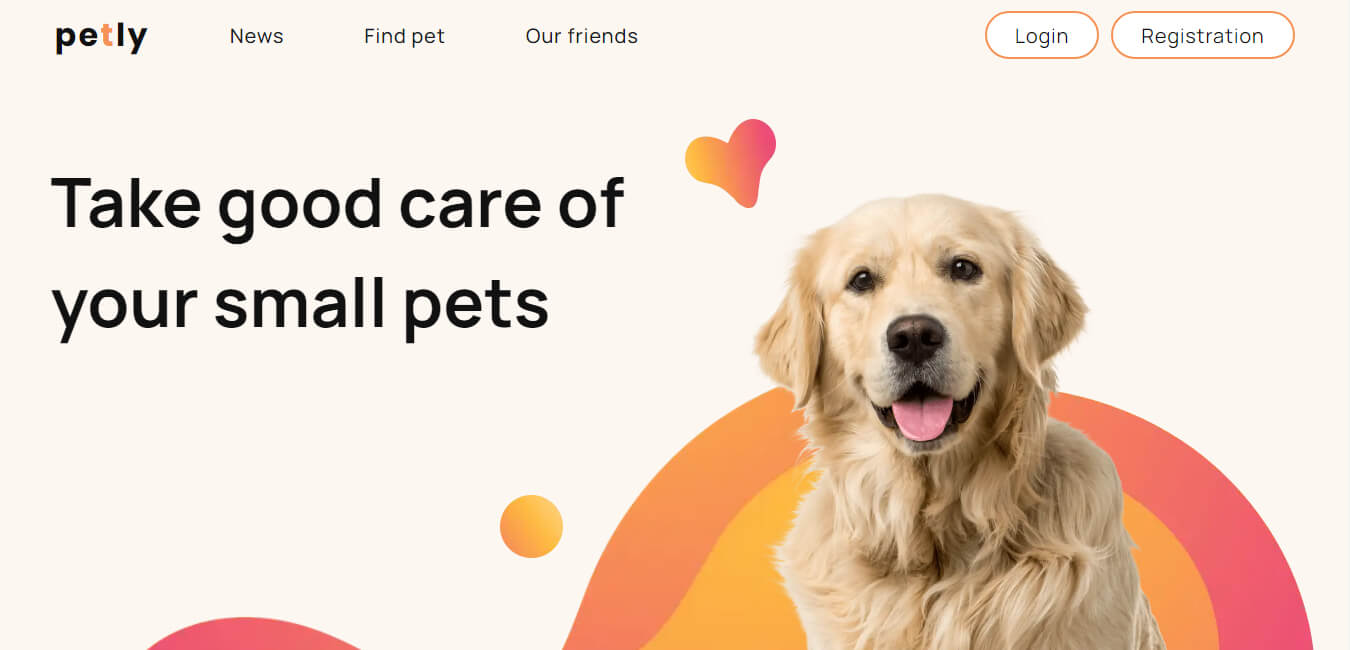 petly
News
Find pet
Our friends
Login
Registration
Take good care of
your small pets